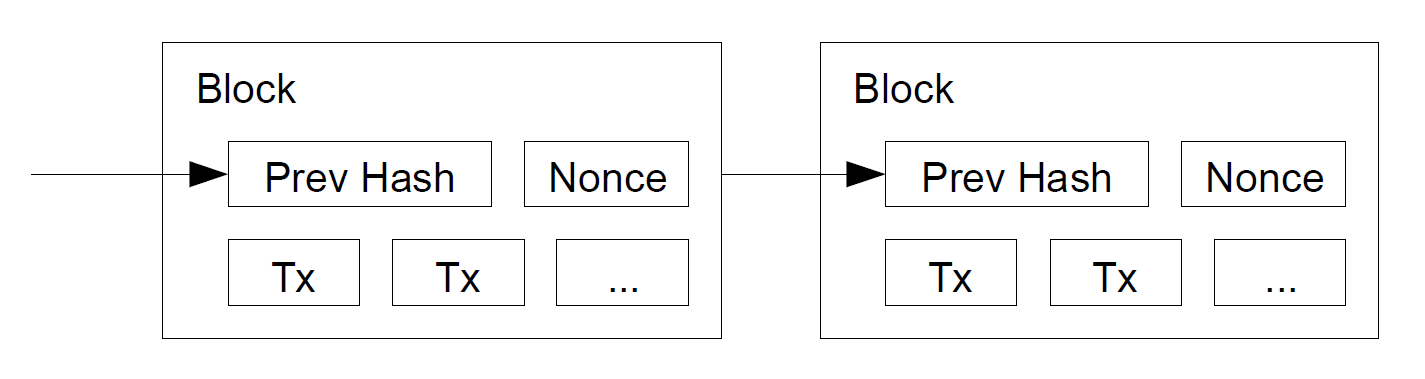 Block
Prev Hash Nonce
Tx Tx ...
Block
Prev Hash Nonce
Tx Tx ...